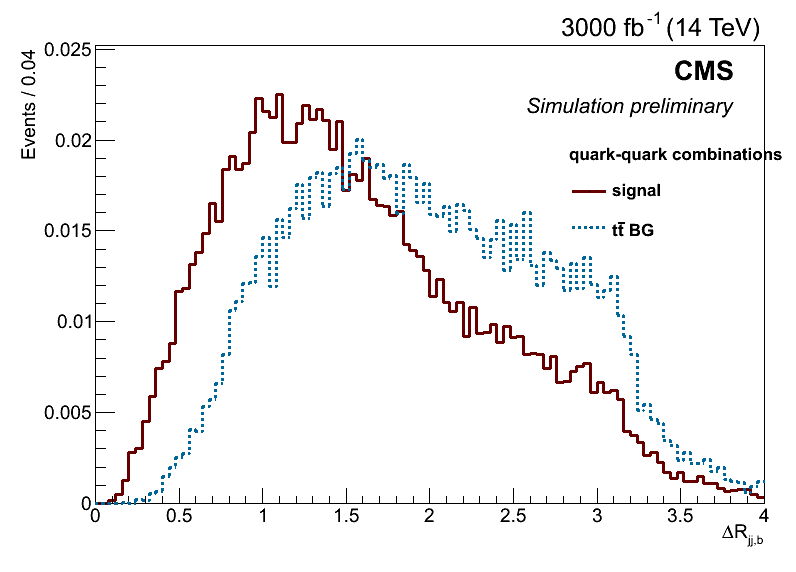 3000 fb⁻¹ (14 TeV)
Events / 0.04
0.025
0.02
0.015
0.01
0.005
0
CMS
Simulation preliminary
quark-quark combinations
signal
tt̄ BG
0 0.5 1 1.5 2 2.5 3 3.5 4
ΔR_jj,b